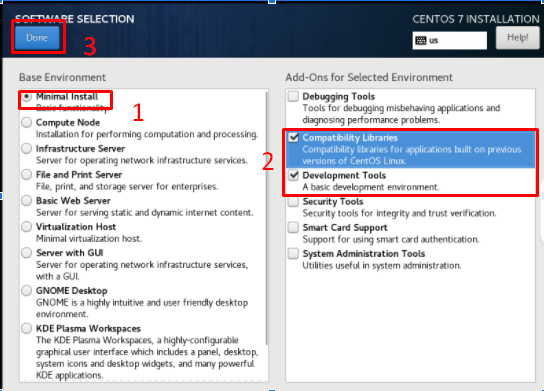 SOFTWARE SELECTION
CENTOS 7 INSTALLATION
Done
3
us
Help!
Base Environment
Minimal Install
Basic functionality.
1
Compute Node
Installation for performing computation and processing.
Infrastructure Server
Server for operating network infrastructure services.
File and Print Server
File, print, and storage server for enterprises.
Basic Web Server
Server for serving static and dynamic internet content.
Virtualization Host
Minimal virtualization host.
Server with GUI
Server for operating network infrastructure services,
with a GUI.
GNOME Desktop
GNOME is a highly intuitive and user friendly desktop
environment.
KDE Plasma Workspaces
The KDE Plasma Workspaces, a highly-configurable
graphical user interface which includes a panel, desktop,
system icons and desktop widgets, and many powerful
KDE applications.
Add-Ons for Selected Environment
Debugging Tools
Tools for debugging misbehaving applications and
diagnosing performance problems.
2
Compatibility Libraries
Compatibility libraries for applications built on previous
versions of CentOS Linux.
Development Tools
A basic development environment.
Security Tools
Security tools for integrity and trust verification.
Smart Card Support
Support for using smart card authentication.
System Administration Tools
Utilities useful in system administration.